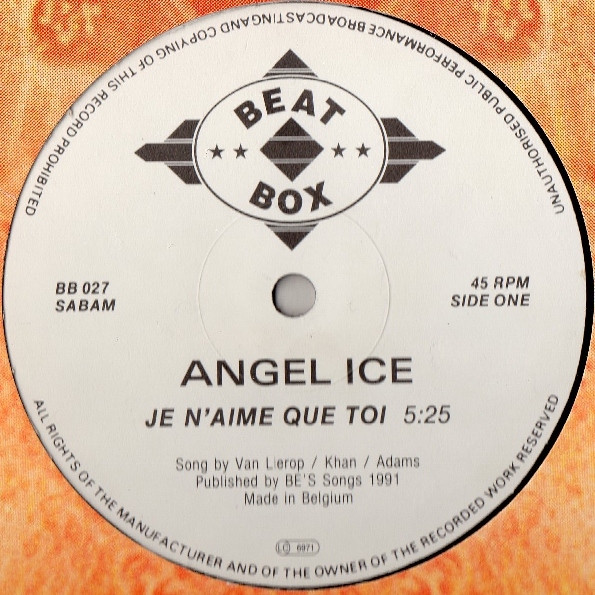 UNAUTHORISED PUBLIC PERFORMANCE BROADCASTING AND COPYING OF THIS RECORD PROHIBITED
BEAT
BOX
BB 027
SABAM
45 RPM
SIDE ONE
ANGEL ICE
JE N'AIME QUE TOI 5:25
Song by Van Lierop / Khan / Adams
Published by BE'S Songs 1991
Made in Belgium
LC 6971
ALL RIGHTS OF THE MANUFACTURER AND OF THE OWNER OF THE RECORDED WORK RESERVED